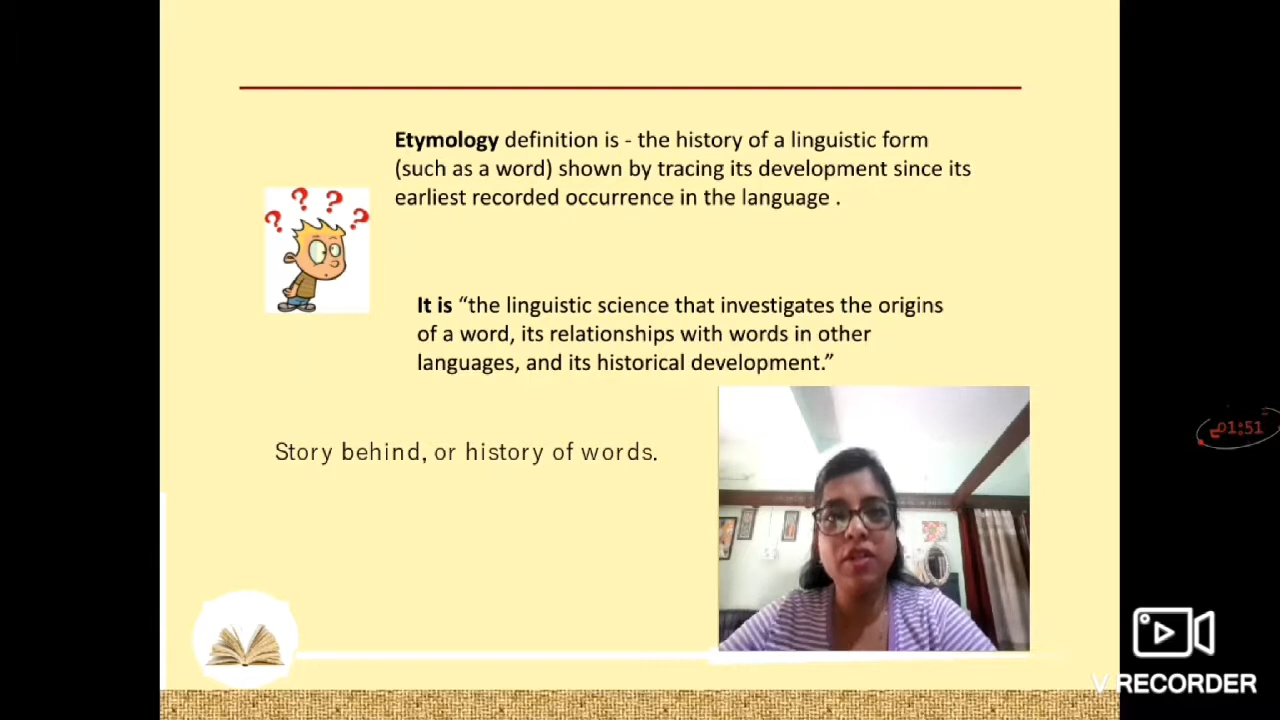 Etymology definition is - the history of a linguistic form
(such as a word) shown by tracing its development since its
earliest recorded occurrence in the language .
It is “the linguistic science that investigates the origins
of a word, its relationships with words in other
languages, and its historical development.”
Story behind, or history of words.
01:51
V RECORDER